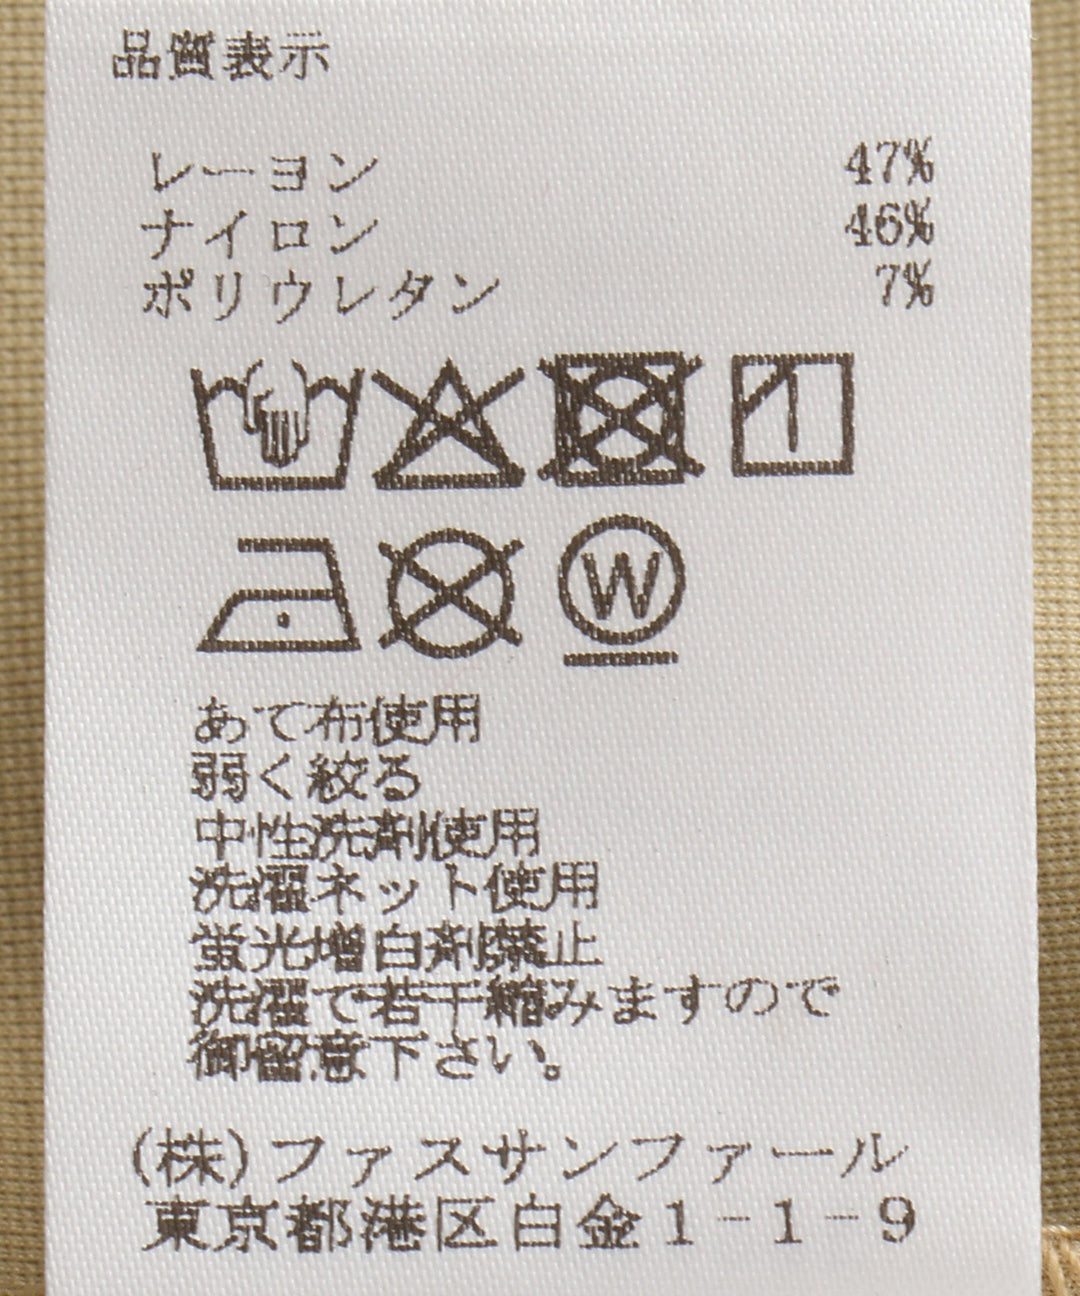 品質表示
レーヨン 47%
ナイロン 46%
ポリウレタン 7%
W
あて布使用
弱く絞る
中性洗剤使用
洗濯ネット使用
蛍光増白剤禁止
洗濯で若干縮みますので
御留意下さい。
(株)ファスサンファール
東京都港区白金1-1-9